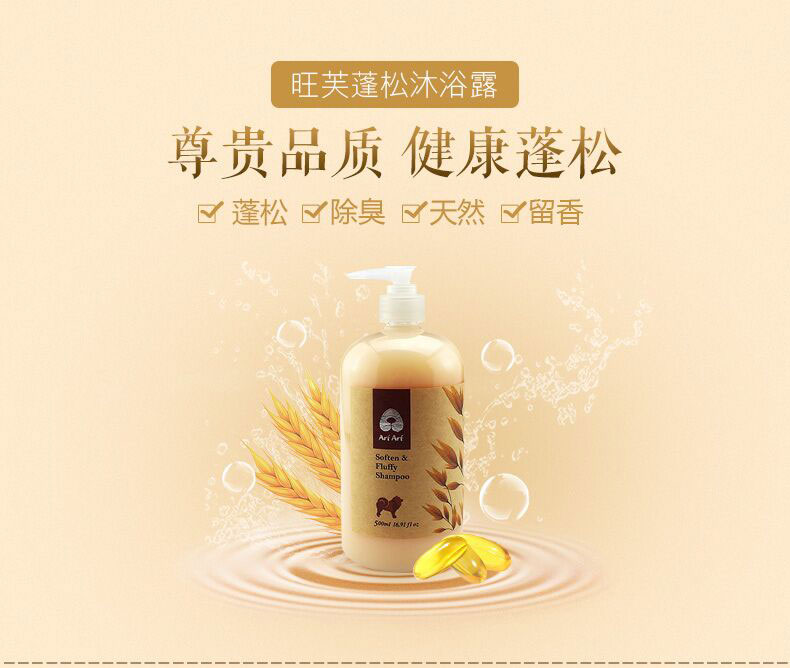 旺芙蓬松沐浴露
尊贵品质 健康蓬松
蓬松 除臭 天然 留香
Ari Ari
Soften &
Fluffy
Shampoo
500ml 16.91 fl oz